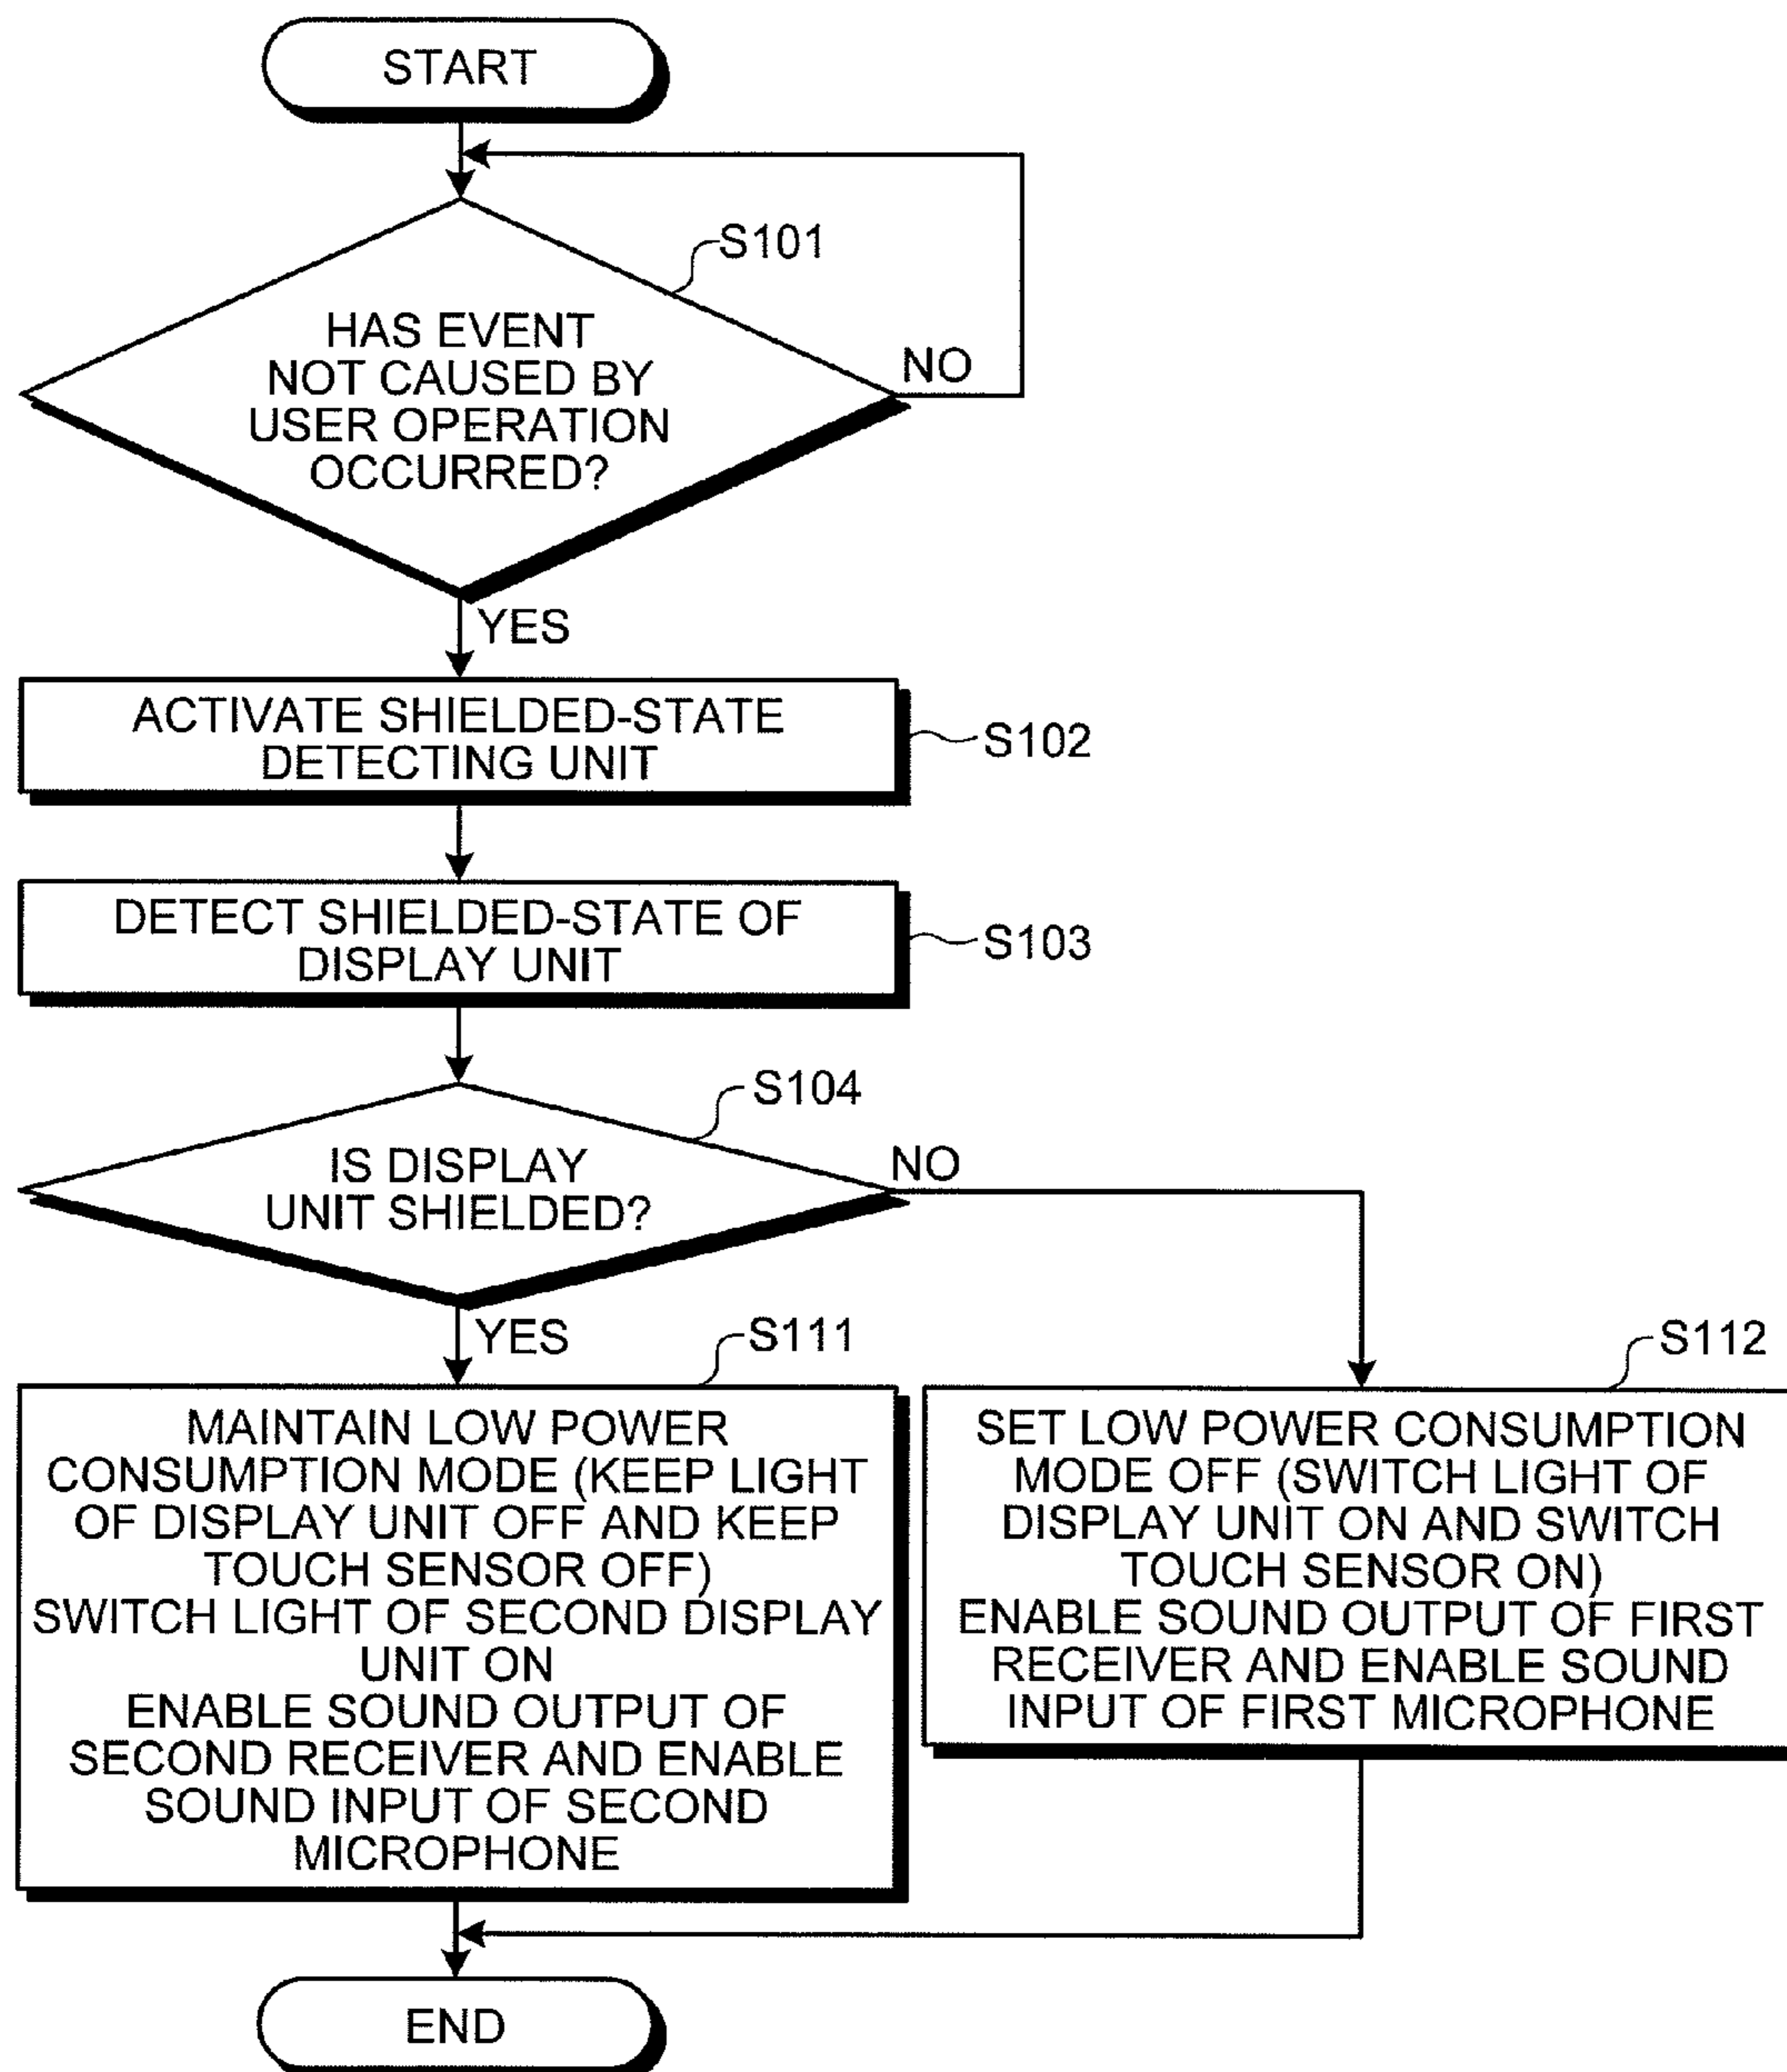 START
S101
HAS EVENT
NOT CAUSED BY
USER OPERATION
OCCURRED?
NO
YES
ACTIVATE SHIELDED-STATE
DETECTING UNIT
S102
DETECT SHIELDED-STATE OF
DISPLAY UNIT
S103
S104
IS DISPLAY
UNIT SHIELDED?
NO
YES
S111
MAINTAIN LOW POWER
CONSUMPTION MODE (KEEP LIGHT
OF DISPLAY UNIT OFF AND KEEP
TOUCH SENSOR OFF)
SWITCH LIGHT OF SECOND DISPLAY
UNIT ON
ENABLE SOUND OUTPUT OF
SECOND RECEIVER AND ENABLE
SOUND INPUT OF SECOND
MICROPHONE
S112
SET LOW POWER CONSUMPTION
MODE OFF (SWITCH LIGHT OF
DISPLAY UNIT ON AND SWITCH
TOUCH SENSOR ON)
ENABLE SOUND OUTPUT OF FIRST
RECEIVER AND ENABLE SOUND
INPUT OF FIRST MICROPHONE
END